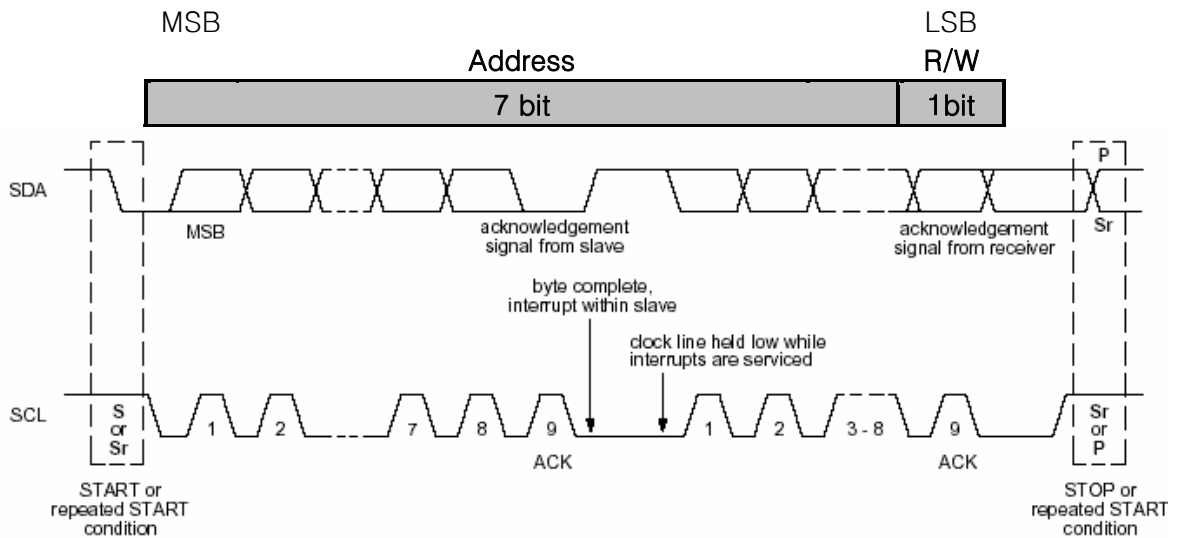 MSB LSB
Address R/W
7 bit 1bit
P
SDA
MSB
acknowledgement
signal from slave
acknowledgement
signal from receiver
Sr
byte complete,
interrupt within slave
clock line held low while
interrupts are serviced
SCL
S
or
Sr
1 2 7 8 9 1 2 3 - 8 9
Sr
or
P
ACK ACK
START or
repeated START
condition
STOP or
repeated START
condition